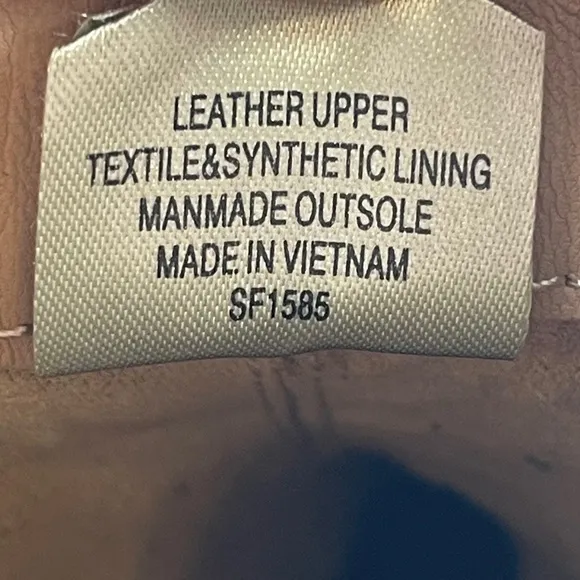 LEATHER UPPER
TEXTILE&SYNTHETIC LINING
MANMADE OUTSOLE
MADE IN VIETNAM
SF1585